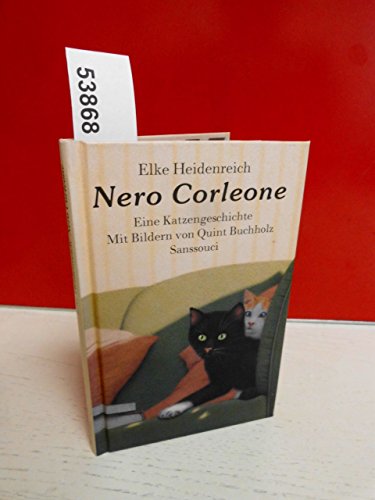 53868
Elke Heidenreich
Nero Corleone
Eine Katzengeschichte
Mit Bildern von Quint Buchholz
Sanssouci